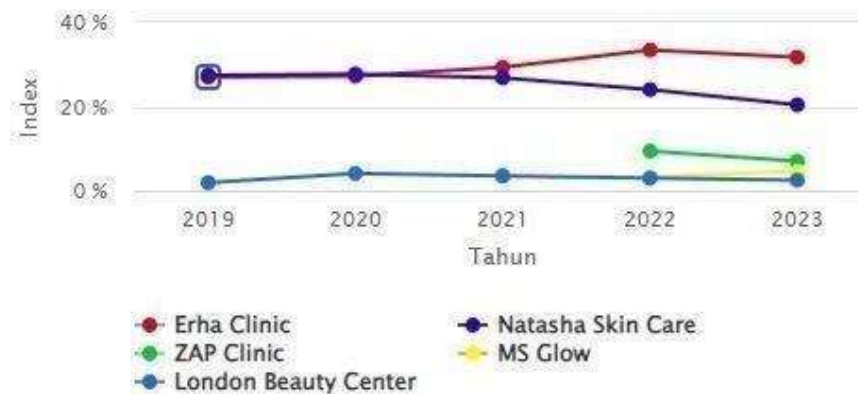 40 %
20 %
0 %
Index
2019 2020 2021 2022 2023
Tahun
Erha Clinic Natasha Skin Care
ZAP Clinic MS Glow
London Beauty Center